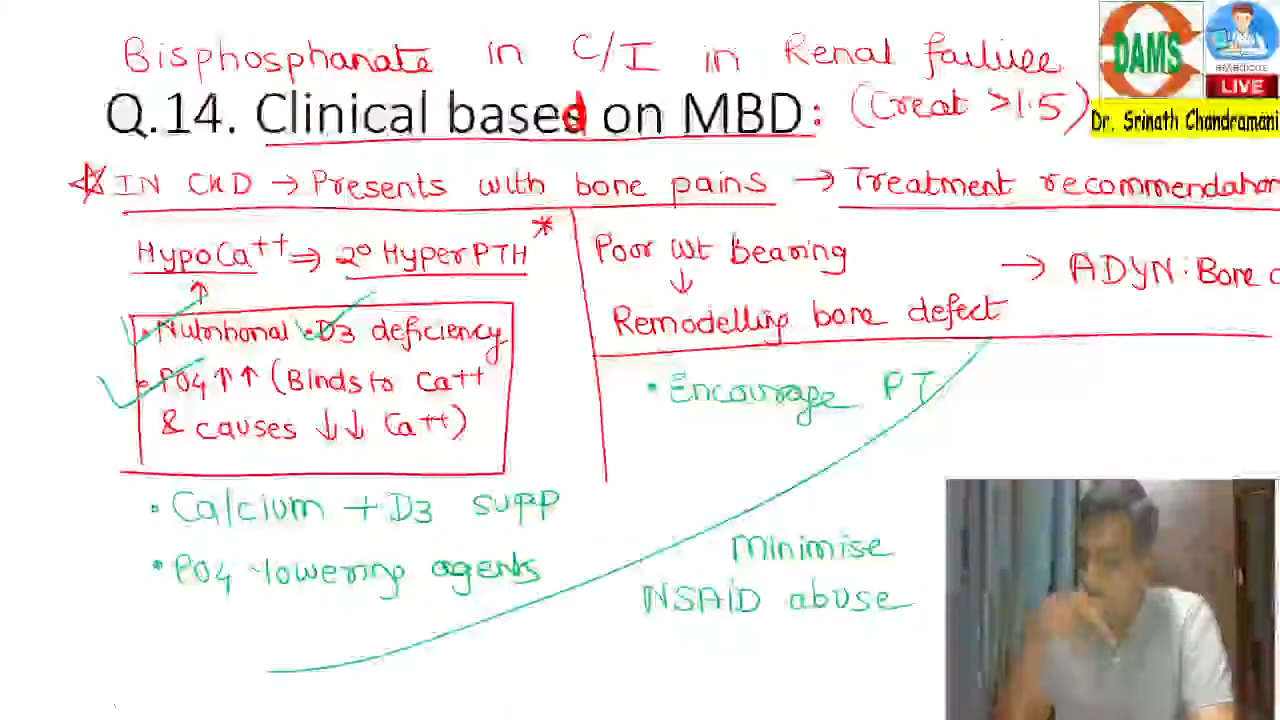 Bisphosphanate in C/I in Renal failure
Q.14. Clinical based on MBD: (Creat >1.5)
DAMS
LIVE
Dr. Srinath Chandramani
IN CKD → Presents with bone pains → Treatment recommendation
HypoCa++ ⇒ 2° HyperPTH *
↑
• Nutritional • D3 deficiency
• PO4 ↑↑ (Binds to Ca++
& causes ↓↓ Ca++)
• Calcium + D3 supp
• PO4 lowering agents
Poor wt bearing
↓
Remodelling bone defect
→ ADYN. Bone
• Encourage PT
Minimise
NSAID abuse